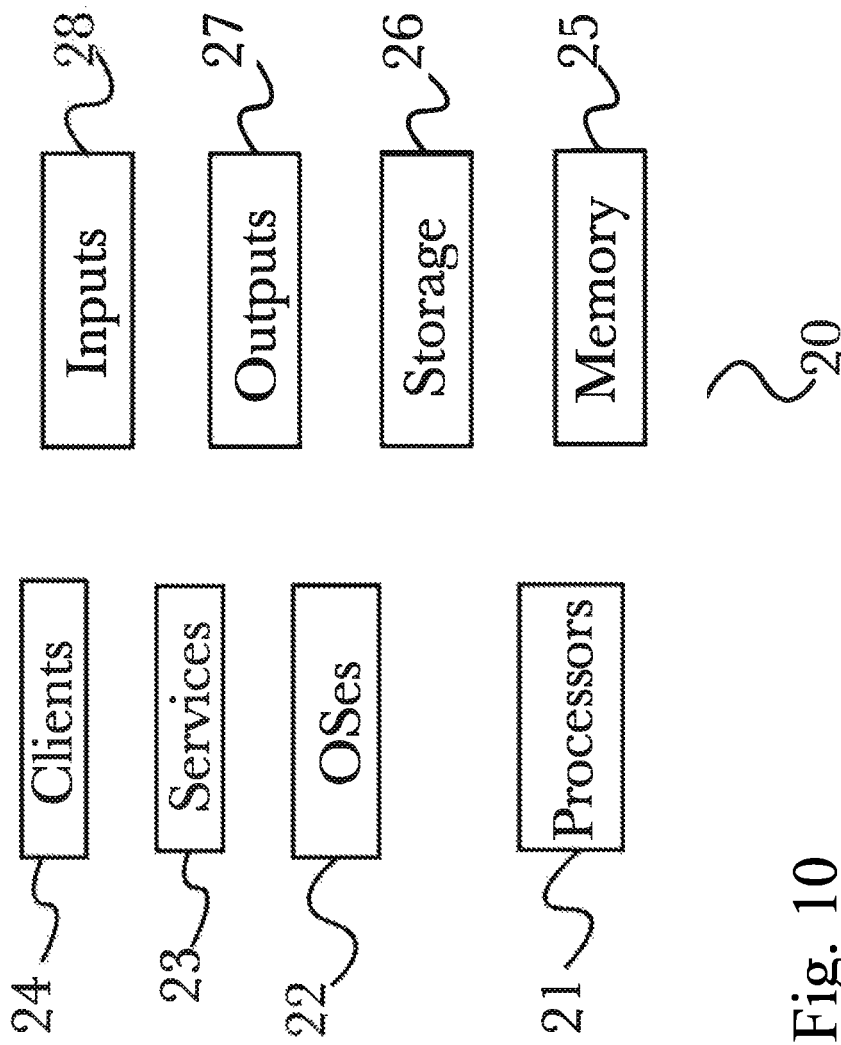 24
Clients
Inputs
28
23
Services
Outputs
27
22
OSes
Storage
26
21
Processors
Memory
25
20
Fig. 10